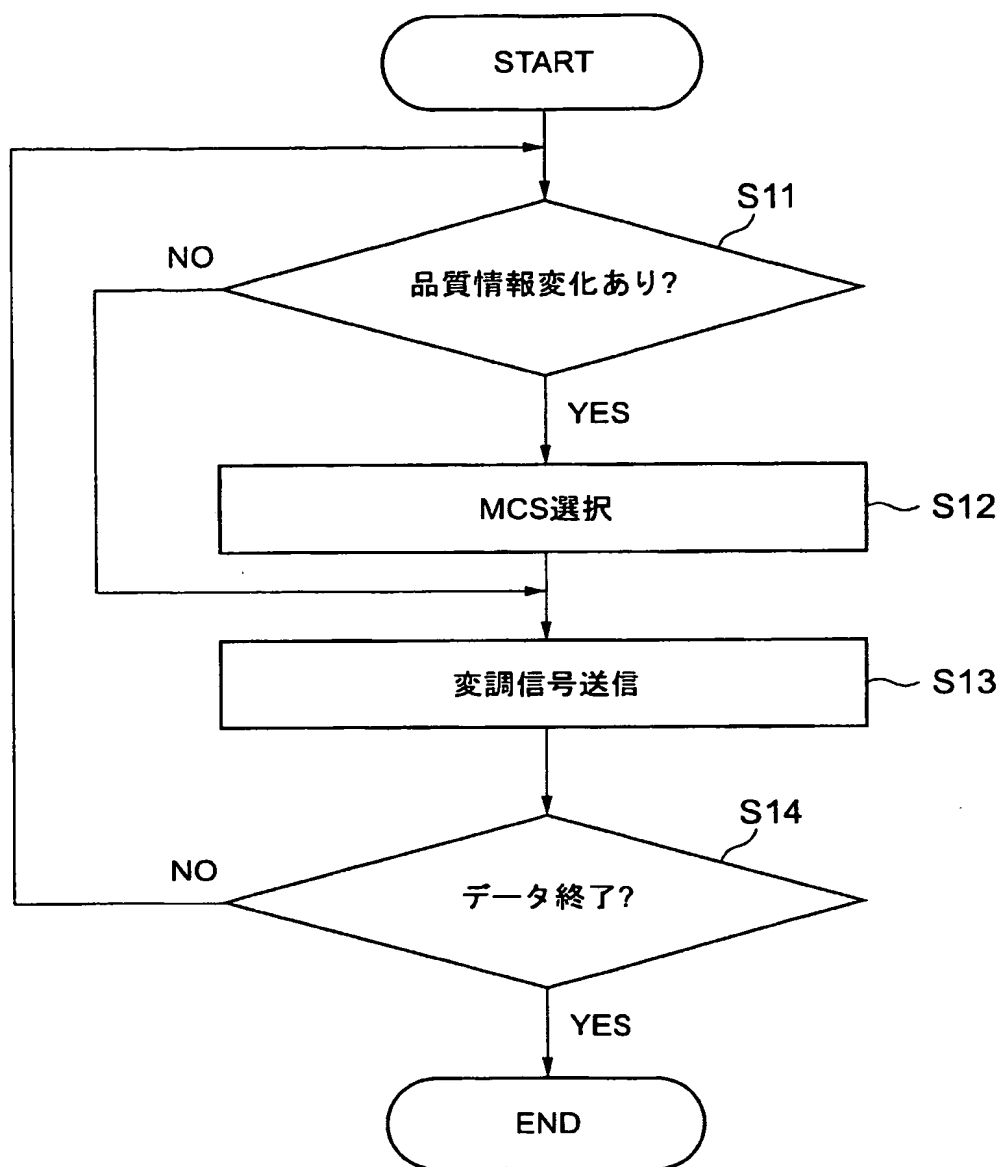 START
S11
NO
品質情報変化あり?
YES
MCS選択
S12
変調信号送信
S13
S14
NO
データ終了?
YES
END